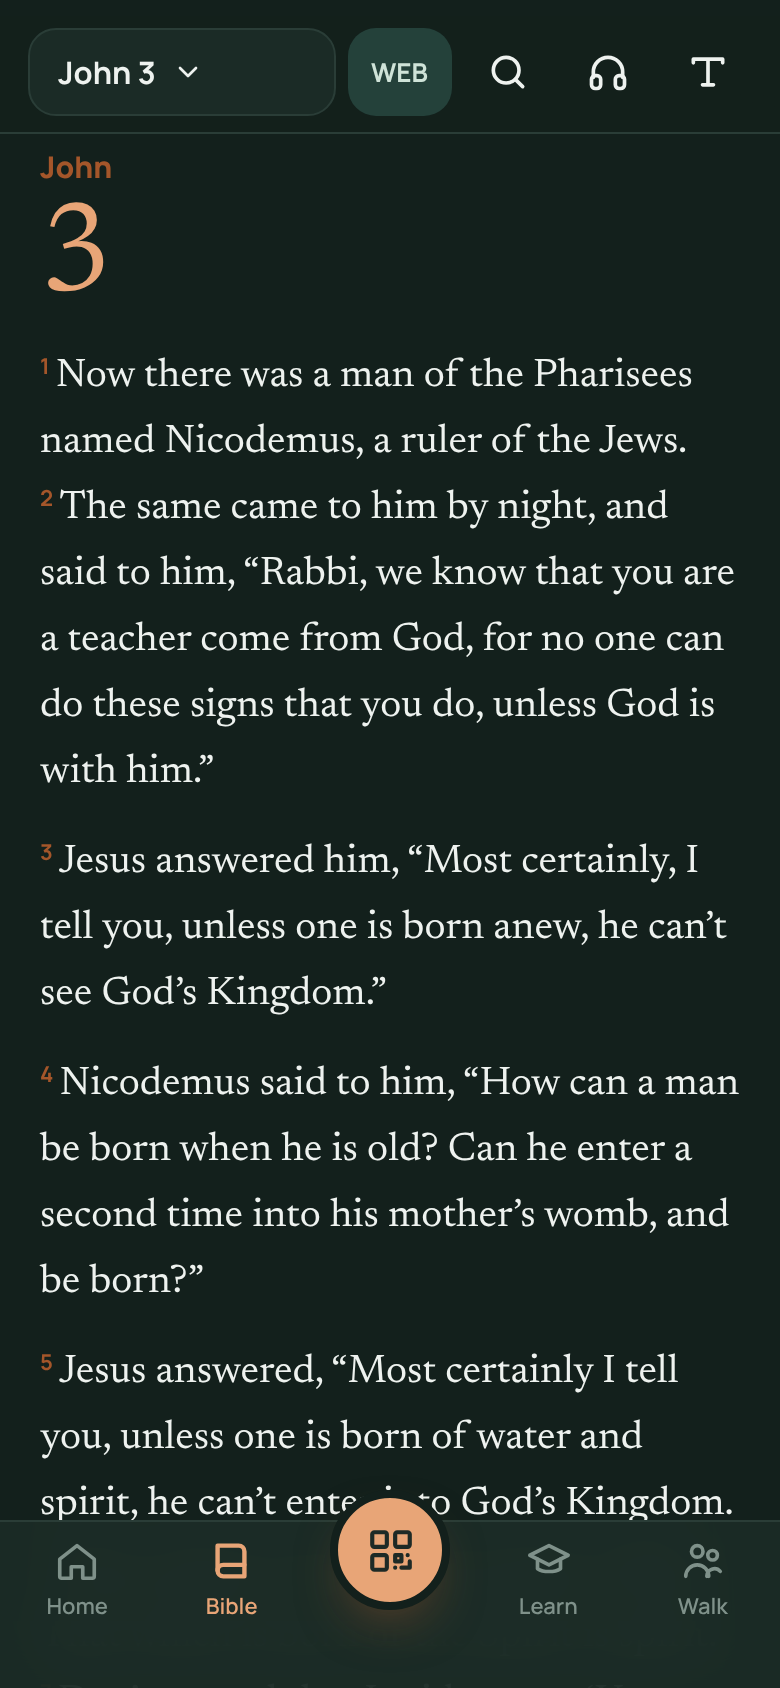 John 3
WEB
John
3
1 Now there was a man of the Pharisees
named Nicodemus, a ruler of the Jews.
2 The same came to him by night, and
said to him, “Rabbi, we know that you are
a teacher come from God, for no one can
do these signs that you do, unless God is
with him.”
3 Jesus answered him, “Most certainly, I
tell you, unless one is born anew, he can’t
see God’s Kingdom.”
4 Nicodemus said to him, “How can a man
be born when he is old? Can he enter a
second time into his mother’s womb, and
be born?”
5 Jesus answered, “Most certainly I tell
you, unless one is born of water and
spirit, he can’t God’s Kingdom.
Home
Bible
Learn
Walk